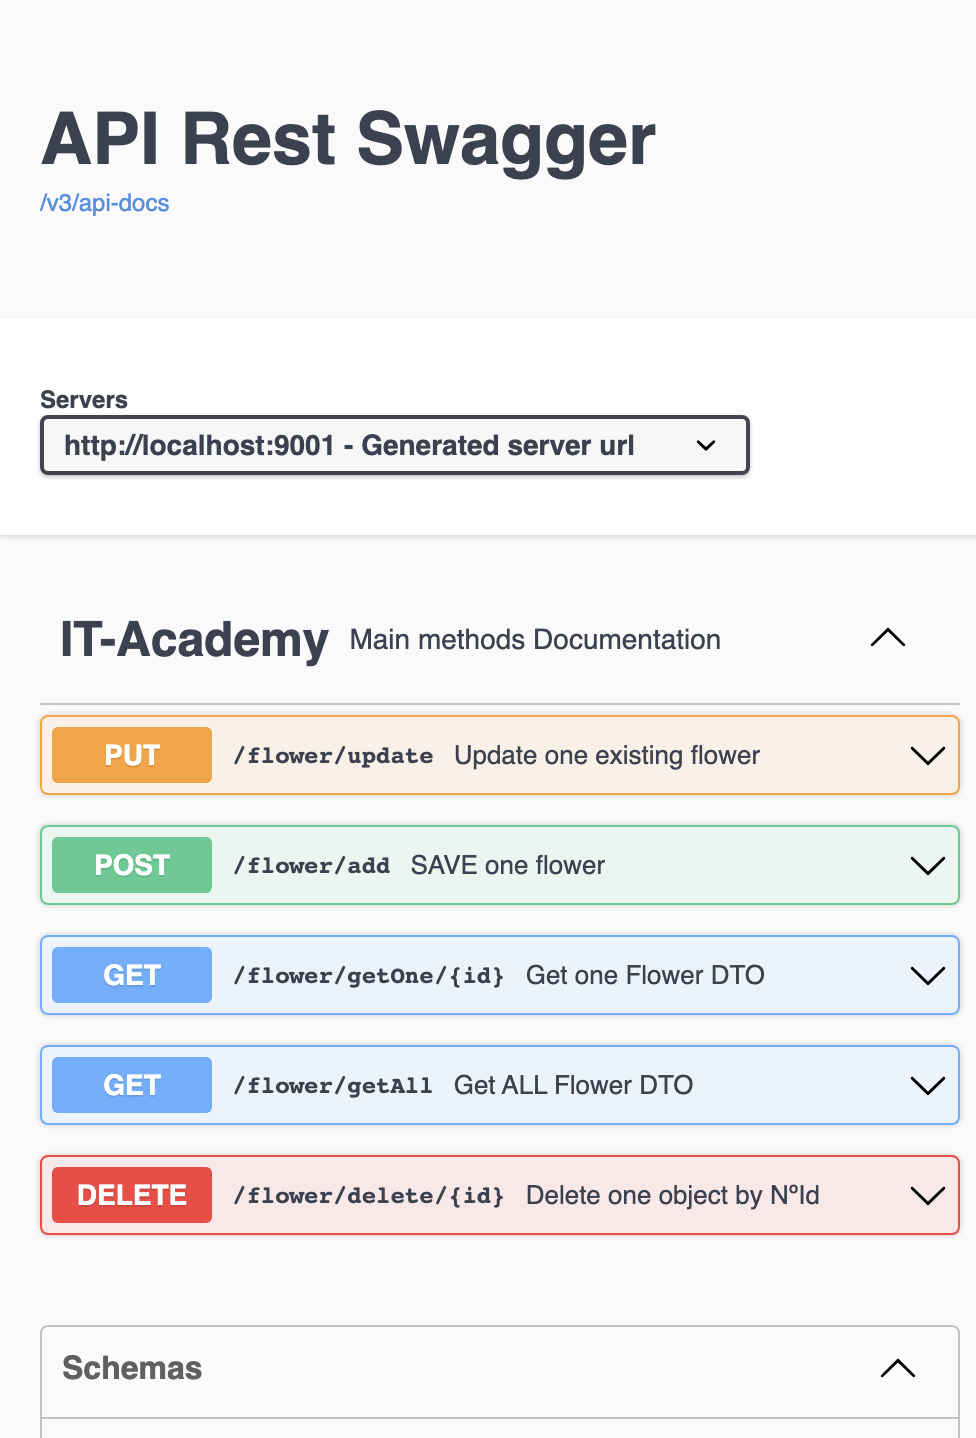 API Rest Swagger
/v3/api-docs
Servers
http://localhost:9001 - Generated server url
IT-Academy Main methods Documentation
PUT /flower/update Update one existing flower
POST /flower/add SAVE one flower
GET /flower/getOne/{id} Get one Flower DTO
GET /flower/getAll Get ALL Flower DTO
DELETE /flower/delete/{id} Delete one object by NºId
Schemas